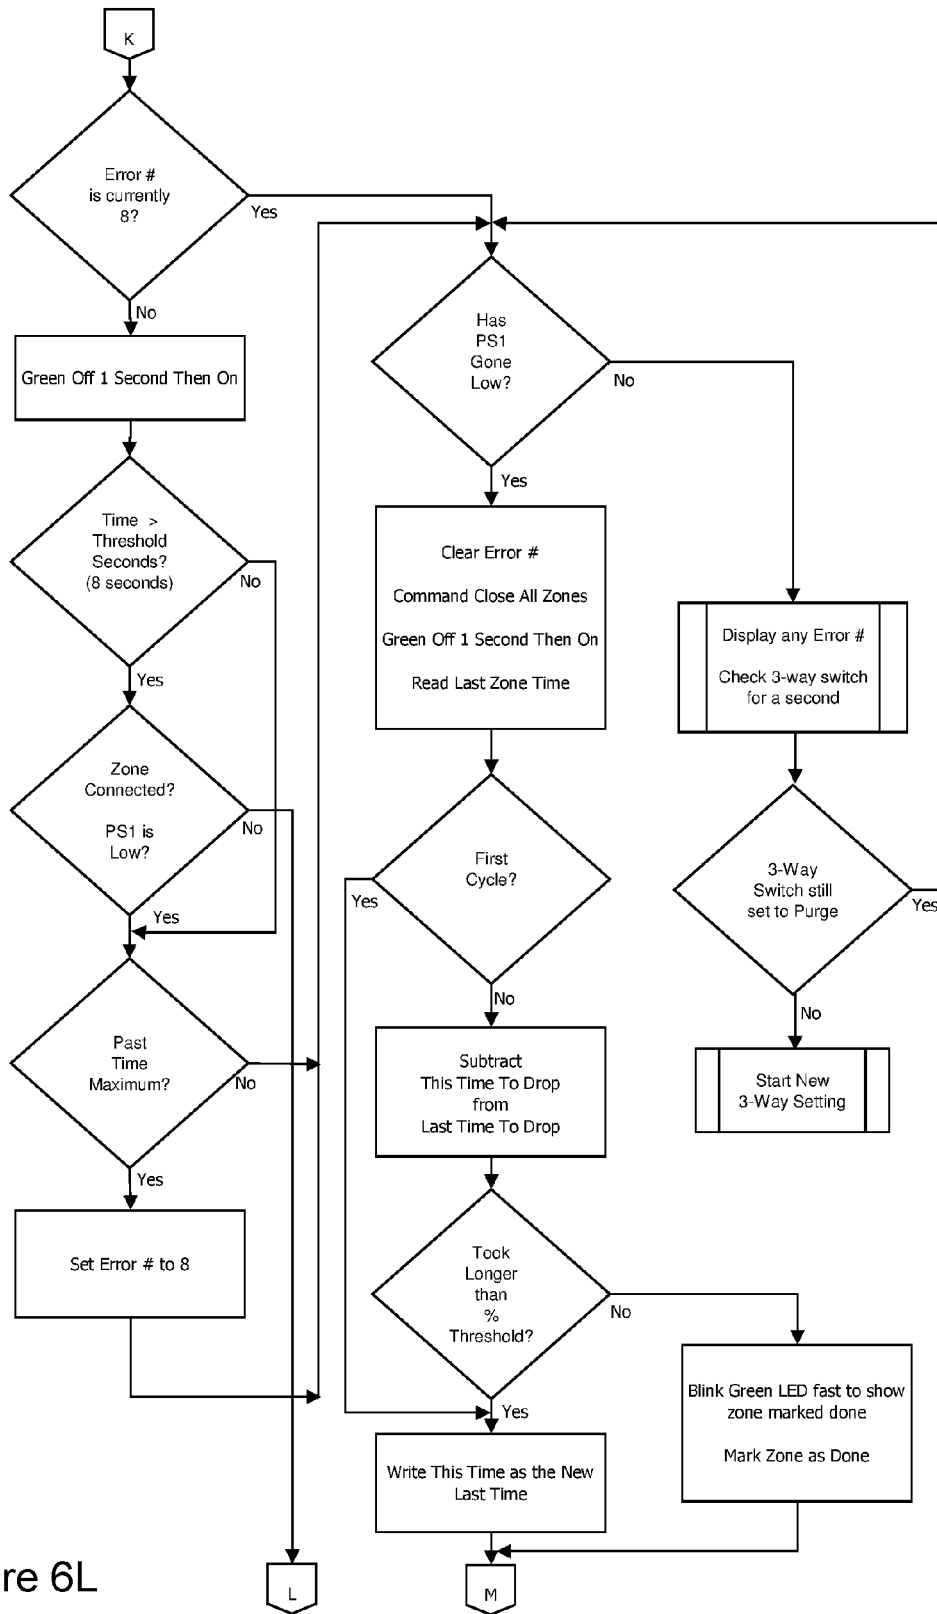 K
Error #
is currently
8?
Yes
No
Green Off 1 Second Then On
Time >
Threshold
Seconds?
(8 seconds)
No
Yes
Zone
Connected?
PS1 is
Low?
No
Yes
Past
Time
Maximum?
No
Yes
Set Error # to 8
L
Has
PS1
Gone
Low?
No
Yes
Clear Error #
Command Close All Zones
Green Off 1 Second Then On
Read Last Zone Time
First
Cycle?
Yes
No
Subtract
This Time To Drop
from
Last Time To Drop
Took
Longer
than
%
Threshold?
No
Yes
Write This Time as the New
Last Time
M
Display any Error #
Check 3-way switch
for a second
3-Way
Switch still
set to Purge
Yes
No
Start New
3-Way Setting
Blink Green LED fast to show
zone marked done
Mark Zone as Done
re 6L